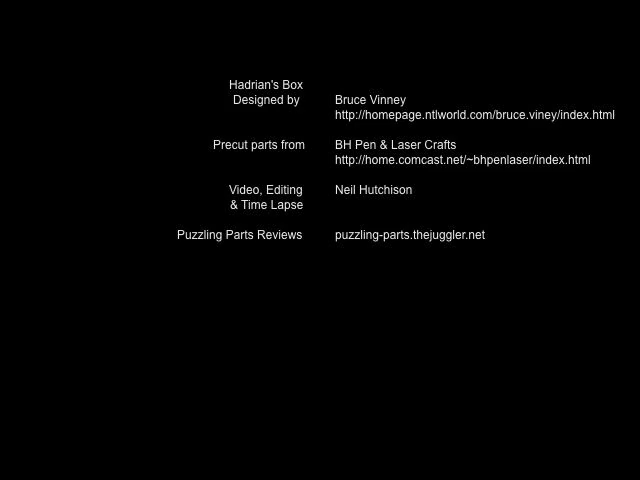 Hadrian's Box
Designed by Bruce Vinney
http://homepage.ntlworld.com/bruce.viney/index.html
Precut parts from BH Pen & Laser Crafts
http://home.comcast.net/~bhpenlaser/index.html
Video, Editing Neil Hutchison
& Time Lapse
Puzzling Parts Reviews puzzling-parts.thejuggler.net